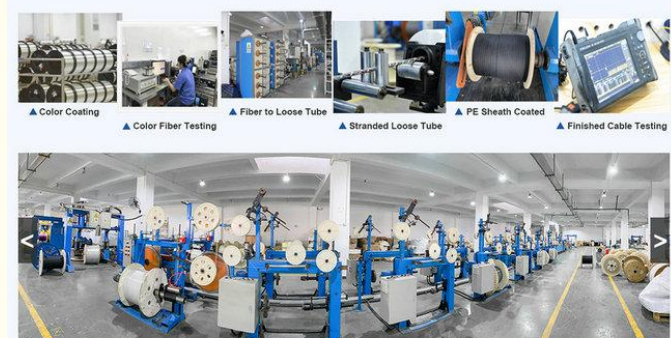 Color Coating
Color Fiber Testing
Fiber to Loose Tube
Stranded Loose Tube
PE Sheath Coated
Finished Cable Testing
< >